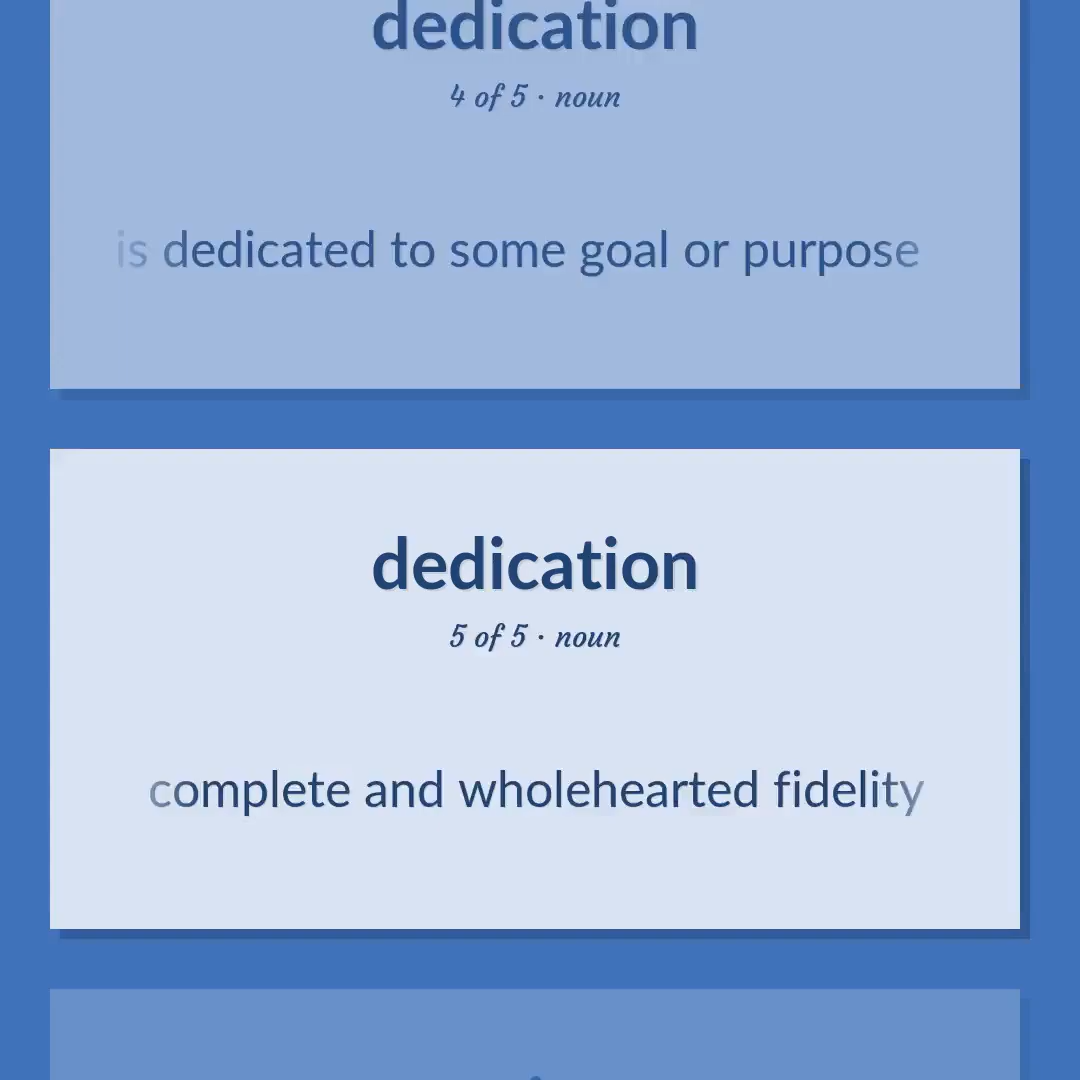 dedication
4 of 5 · noun
is dedicated to some goal or purpose
dedication
5 of 5 · noun
complete and wholehearted fidelity